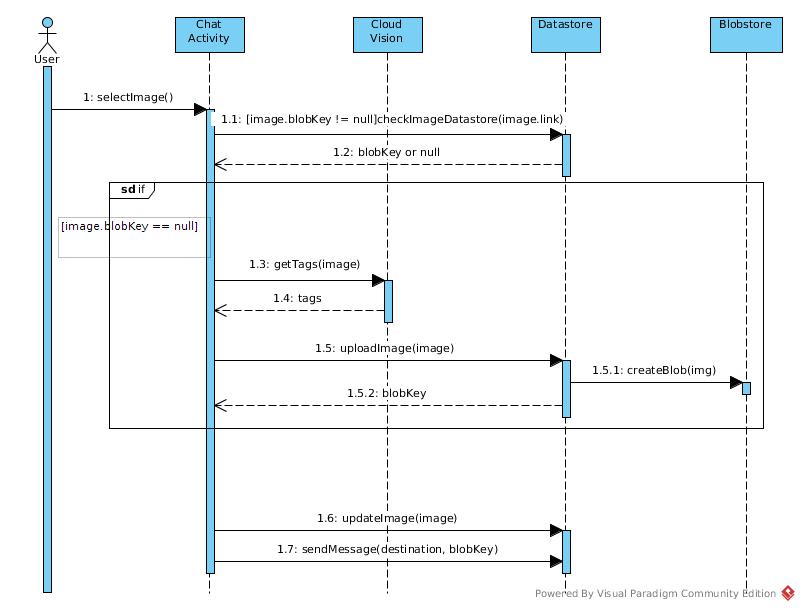 Chat
Activity
Cloud
Vision
Datastore
Blobstore
User
1: selectImage()
1.1: [image.blobKey != null]checkImageDatastore(image.link)
1.2: blobKey or null
sd if
[image.blobKey == null]
1.3: getTags(image)
1.4: tags
1.5: uploadImage(image)
1.5.1: createBlob(img)
1.5.2: blobKey
1.6: updateImage(image)
1.7: sendMessage(destination, blobKey)
Powered By Visual Paradigm Community Edition